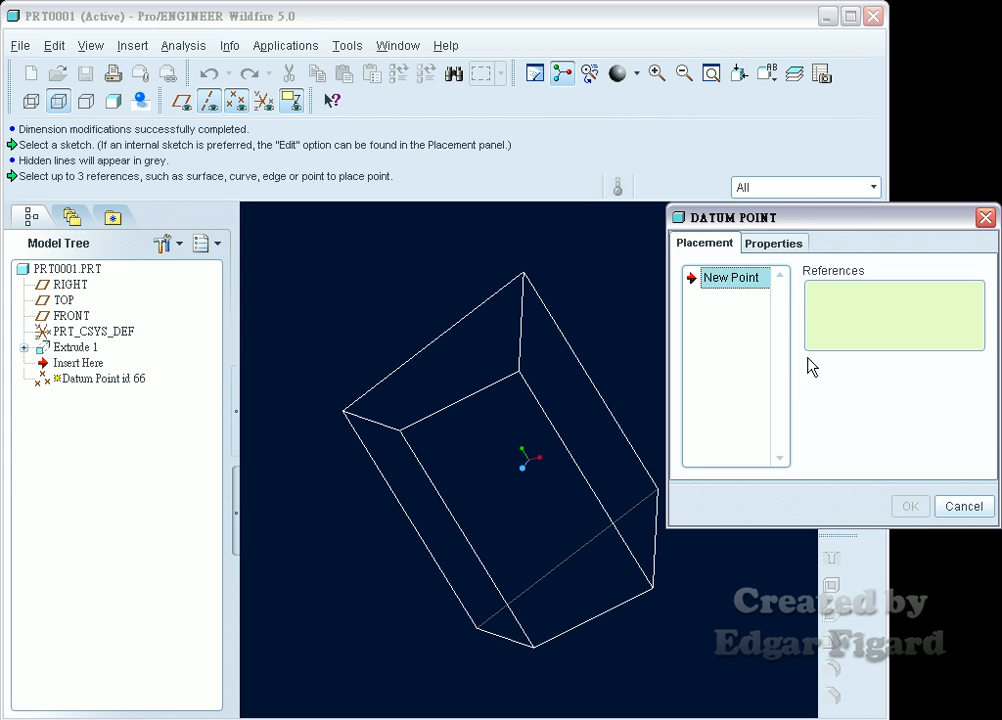 PRT0001 (Active) - Pro/ENGINEER Wildfire 5.0
File Edit View Insert Analysis Info Applications Tools Window Help
Dimension modifications successfully completed.
Select a sketch. (If an internal sketch is preferred, the "Edit" option can be found in the Placement panel.)
Hidden lines will appear in grey.
Select up to 3 references, such as surface, curve, edge or point to place point.
All
Model Tree
PRT0001.PRT
RIGHT
TOP
FRONT
PRT_CSYS_DEF
Extrude 1
Insert Here
Datum Point id 66
DATUM POINT
Placement Properties
New Point
References
OK Cancel
Created by
Edgar Figard